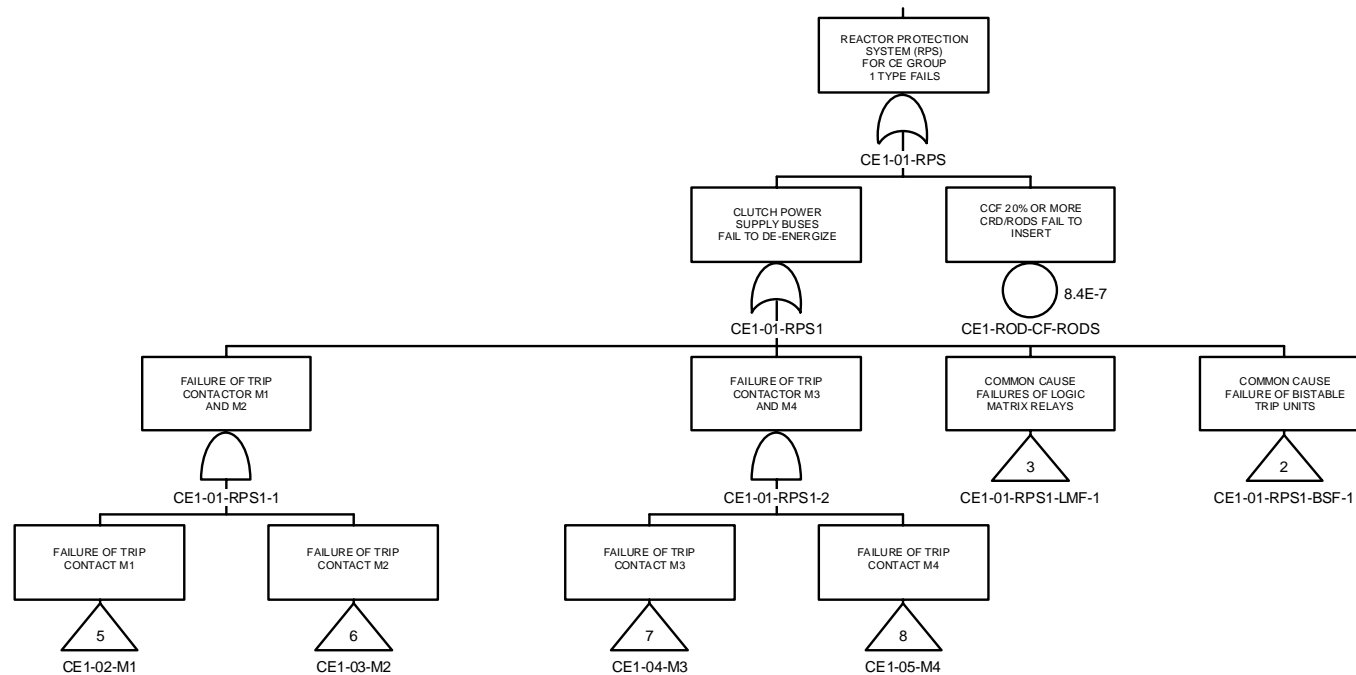 REACTOR PROTECTION
SYSTEM (RPS)
FOR CE GROUP
1 TYPE FAILS
CE1-01-RPS
CLUTCH POWER
SUPPLY BUSES
FAIL TO DE-ENERGIZE
CE1-01-RPS1
CCF 20% OR MORE
CRD/RODS FAIL TO
INSERT
8.4E-7
CE1-ROD-CF-RODS
FAILURE OF TRIP
CONTACTOR M1
AND M2
CE1-01-RPS1-1
FAILURE OF TRIP
CONTACTOR M3
AND M4
CE1-01-RPS1-2
COMMON CAUSE
FAILURES OF LOGIC
MATRIX RELAYS
3
CE1-01-RPS1-LMF-1
COMMON CAUSE
FAILURE OF BISTABLE
TRIP UNITS
2
CE1-01-RPS1-BSF-1
FAILURE OF TRIP
CONTACT M1
5
CE1-02-M1
FAILURE OF TRIP
CONTACT M2
6
CE1-03-M2
FAILURE OF TRIP
CONTACT M3
7
CE1-04-M3
FAILURE OF TRIP
CONTACT M4
8
CE1-05-M4